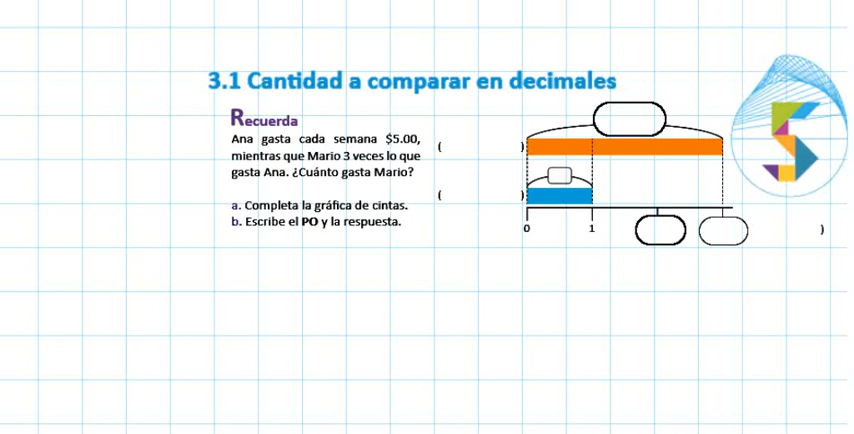 3.1 Cantidad a comparar en decimales
Recuerda
Ana gasta cada semana $5.00,
mientras que Mario 3 veces lo que
gasta Ana. ¿Cuánto gasta Mario?
a. Completa la gráfica de cintas.
b. Escribe el PO y la respuesta.
( )
( )
0 1 )